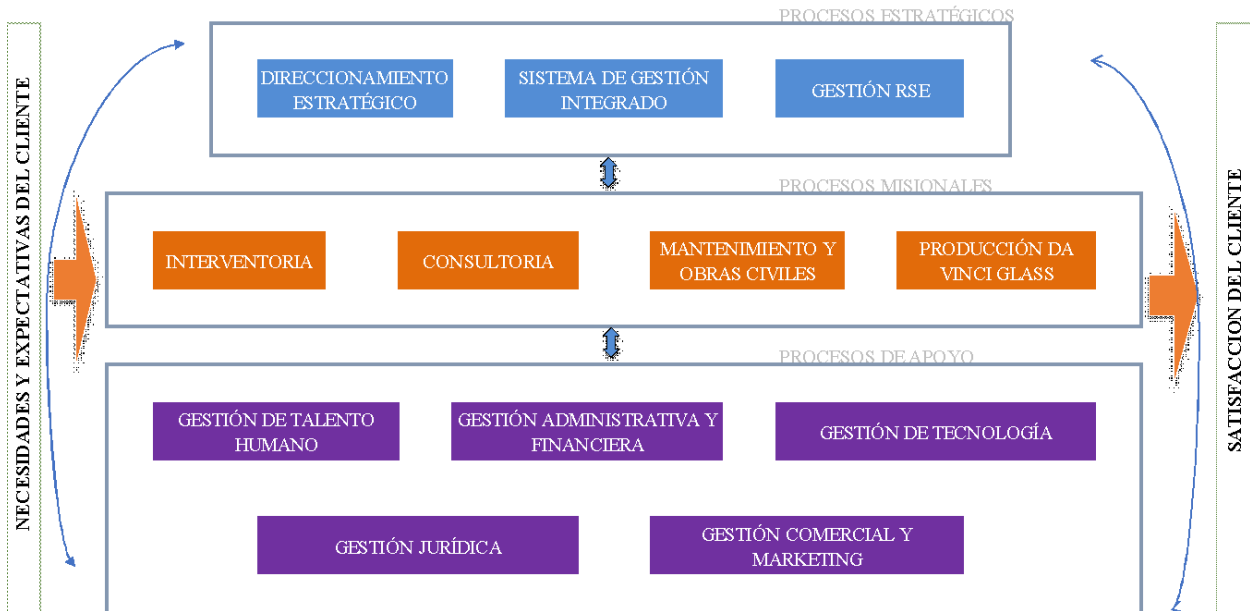 NECESIDADES Y EXPECTATIVAS DEL CLIENTE
PROCESOS ESTRATÉGICOS
DIRECCIONAMIENTO
ESTRATÉGICO
SISTEMA DE GESTIÓN
INTEGRADO
GESTIÓN RSE
PROCESOS MISIONALES
INTERVENTORIA
CONSULTORIA
MANTENIMIENTO Y
OBRAS CIVILES
PRODUCCIÓN DA
VINCI GLASS
PROCESOS DE APOYO
GESTIÓN DE TALENTO
HUMANO
GESTIÓN ADMINISTRATIVA Y
FINANCIERA
GESTIÓN DE TECNOLOGÍA
GESTIÓN JURÍDICA
GESTIÓN COMERCIAL Y
MARKETING
SATISFACCION DEL CLIENTE